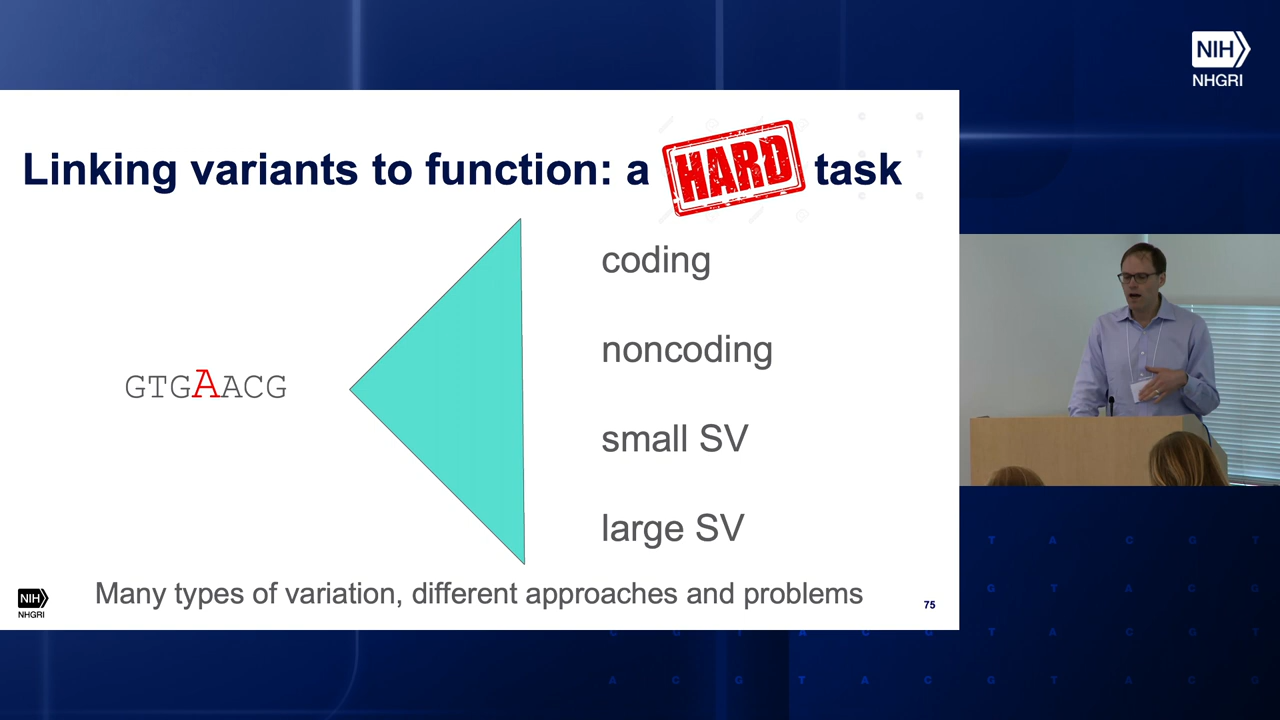 NIH
NHGRI
Linking variants to function: a HARD task
coding
noncoding
GTGAACG
small SV
large SV
Many types of variation, different approaches and problems
NIH
NHGRI
75
T A C G T
G T A C G T
C G T A C G T A C G T
A C G T A C G T A C G T